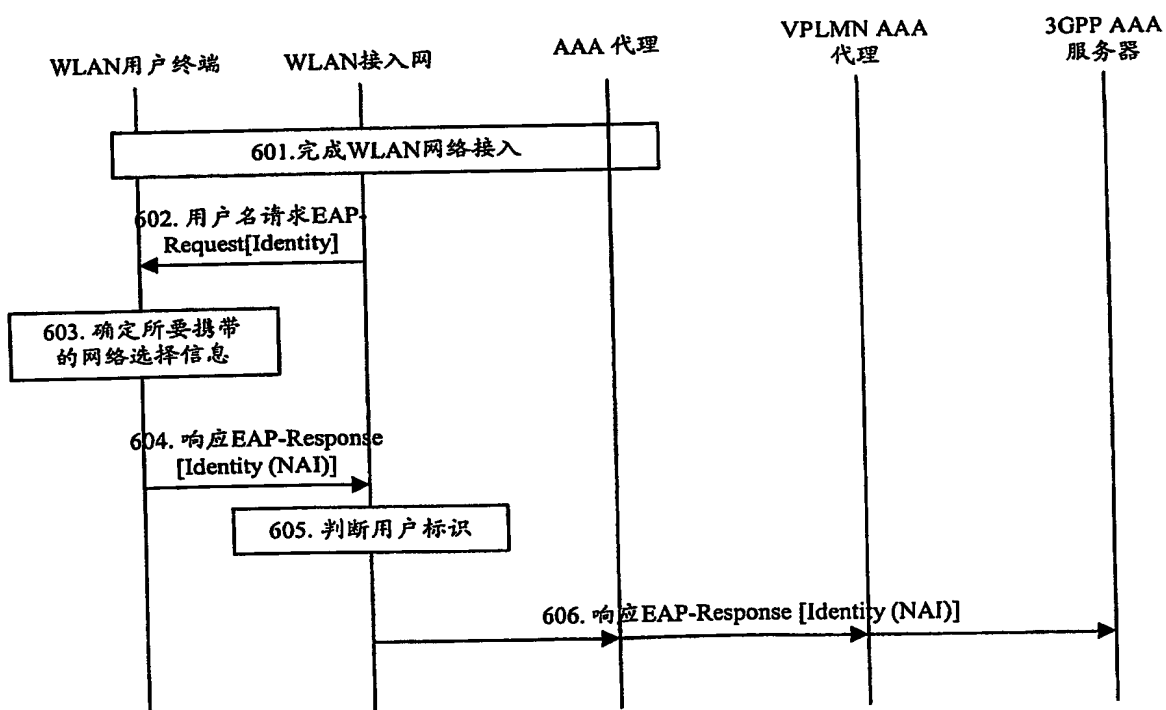 WLAN用户终端
WLAN接入网
AAA 代理
VPLMN AAA
代理
3GPP AAA
服务器
601.完成WLAN网络接入
602. 用户名请求EAP-
Request[Identity]
603. 确定所要携带
的网络选择信息
604. 响应EAP-Response
[Identity (NAI)]
605. 判断用户标识
606. 响应EAP-Response [Identity (NAI)]